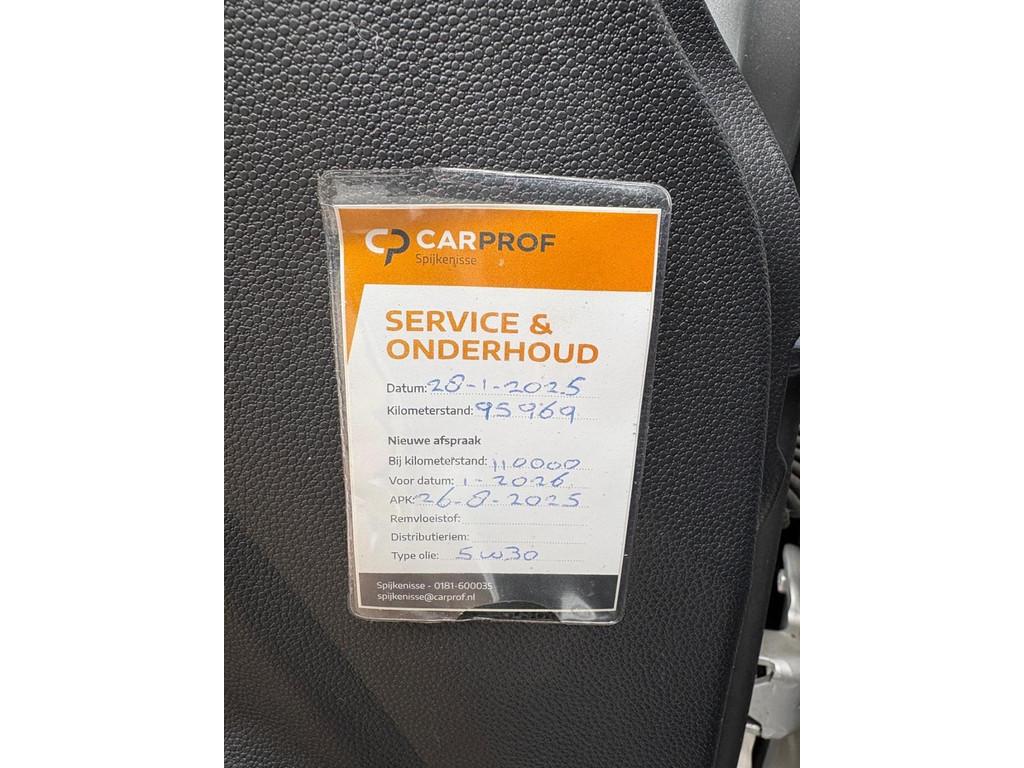 CP CARPROF
Spijkenisse
SERVICE &
ONDERHOUD
Datum: 28-1-2025
Kilometerstand: 95969
Nieuwe afspraak
Bij kilometerstand: 110000
Voor datum: 1-2026
APK: 26-8-2025
Remvloeistof:
Distributieriem:
Type olie: 5W30
Spijkenisse - 0181-600035
spijkenisse@carprof.nl